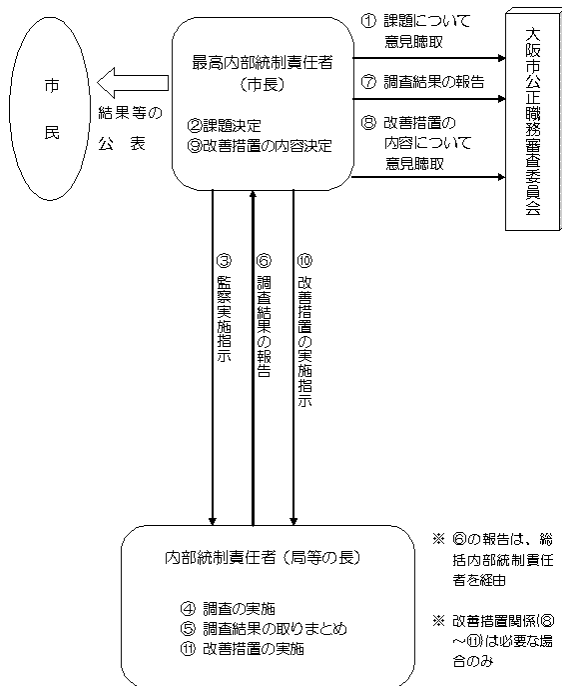 市
民
結果等の
公 表
最高内部統制責任者
(市長)
②課題決定
⑨改善措置の内容決定
① 課題について
意見聴取
⑦ 調査結果の報告
⑧ 改善措置の
内容について
意見聴取
大阪市公正職務審査委員会
③ 監察実施指示
⑥ 調査結果の報告
⑩ 改善措置の実施指示
内部統制責任者（局等の長）
④ 調査の実施
⑤ 調査結果の取りまとめ
⑪ 改善措置の実施
※ ⑥の報告は、総
括内部統制責任
者を経由
※ 改善措置関係(⑧
～⑪)は必要な場
合のみ